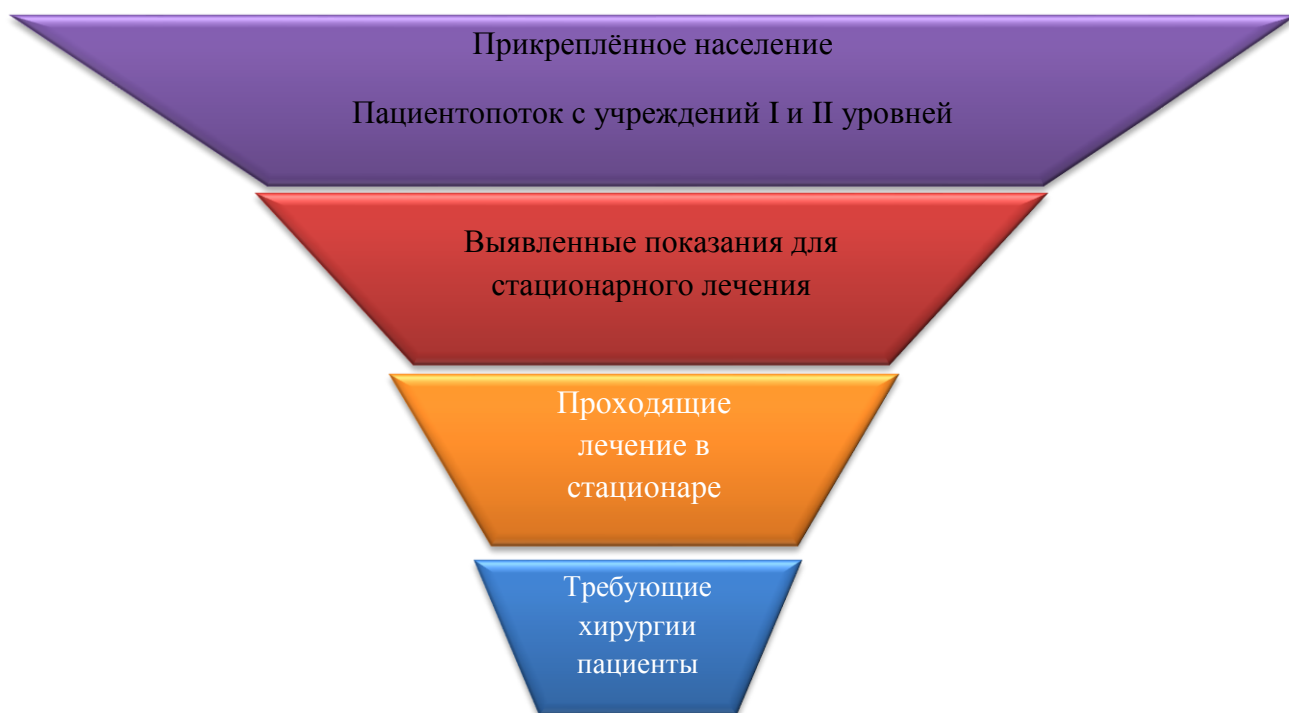 Прикреплённое население
Пациентопоток с учреждений I и II уровней
Выявленные показания для
стационарного лечения
Проходящие
лечение в
стационаре
Требующие
хирургии
пациенты